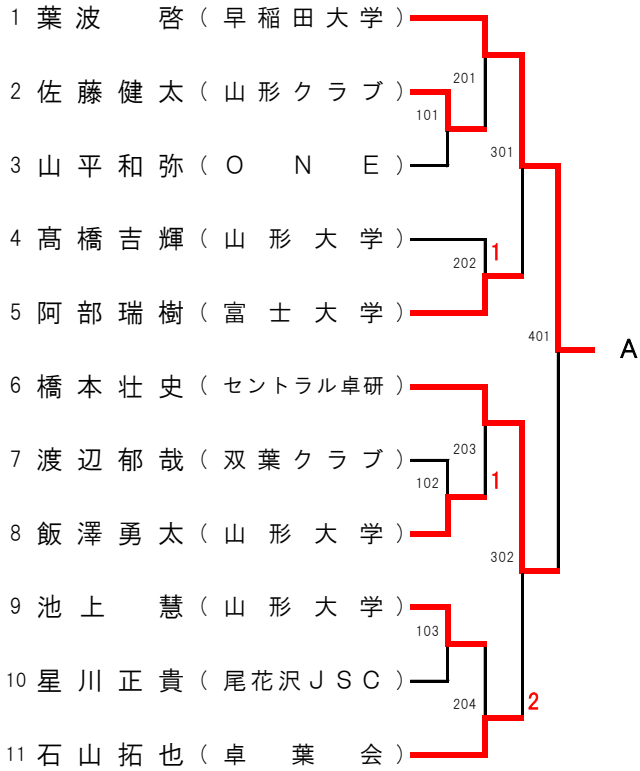 1 葉波 啓 ( 早稲田大学 )
201
2 佐藤健太 ( 山形クラブ )
101
301
3 山平和弥 ( ONE )
4 髙橋吉輝 ( 山形大学 )
1
202
5 阿部瑞樹 ( 富士大学 )
401
A
6 橋本壮史 ( セントラル卓研 )
203
7 渡辺郁哉 ( 双葉クラブ )
102
1
8 飯澤勇太 ( 山形大学 )
302
9 池上 慧 ( 山形大学 )
103
10 星川正貴 ( 尾花沢JSC )
204
2
11 石山拓也 ( 卓葉会 )